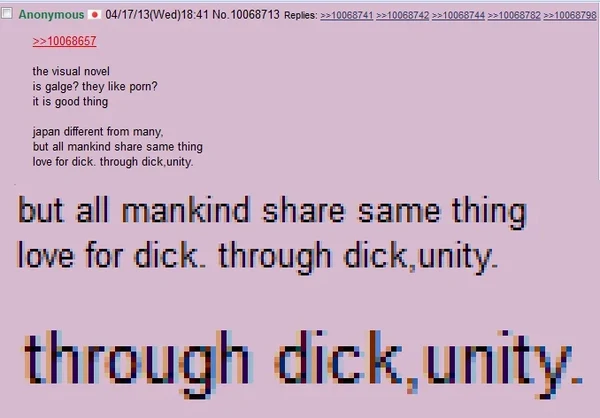 Anonymous 04/17/13(Wed)18:41 No.10068713 Replies: >>10068741 >>10068742 >>10068744 >>10068782 >>10068798
>>10068657
the visual novel
is galge? they like porn?
it is good thing
japan different from many,
but all mankind share same thing
love for dick. through dick,unity.
but all mankind share same thing
love for dick. through dick,unity.
through dick,unity.